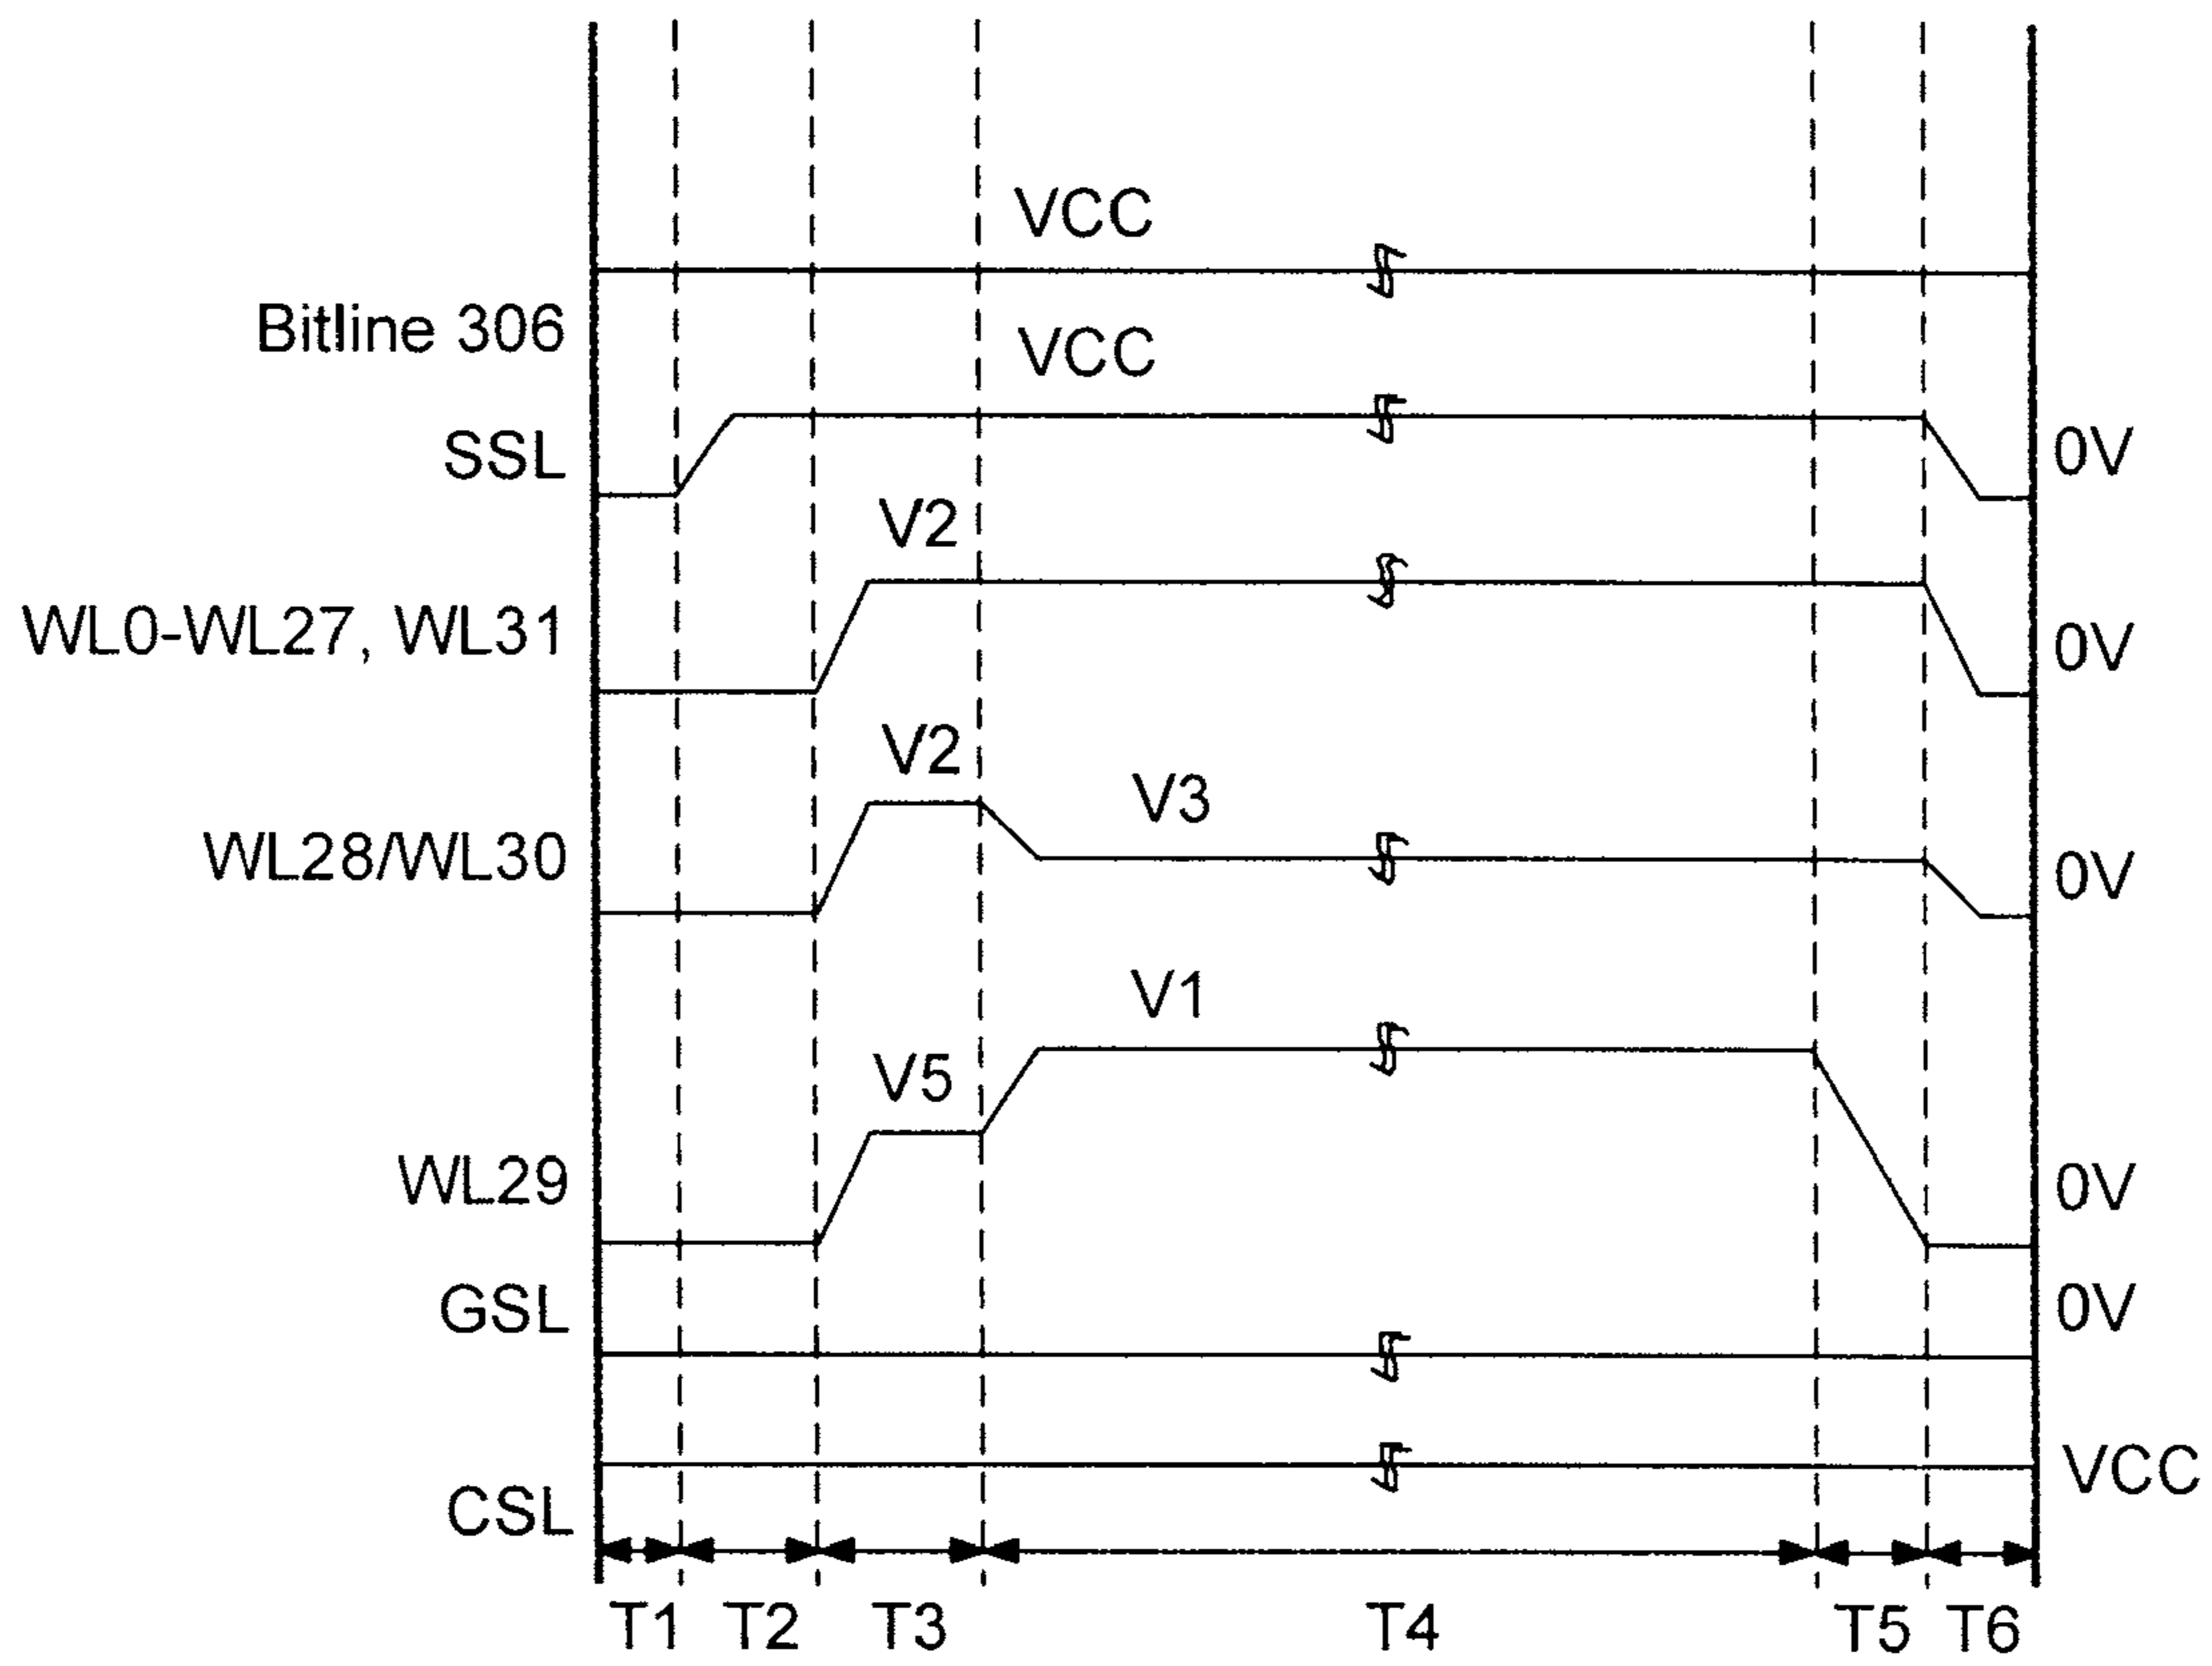 VCC
Bitline 306
VCC
SSL
0V
V2
WL0-WL27, WL31
0V
V2
V3
WL28/WL30
0V
V1
V5
WL29
0V
GSL
0V
VCC
CSL
T1
T2
T3
T4
T5
T6